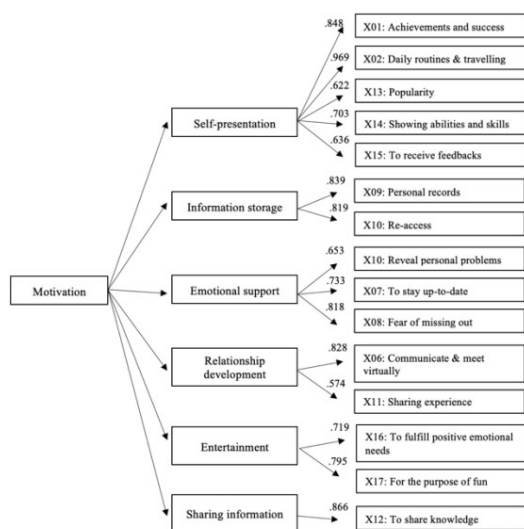 .848
X01: Achievements and success
.969
X02: Daily routines & travelling
.622
X13: Popularity
Self-presentation
.703
X14: Showing abilities and skills
.636
X15: To receive feedbacks
.839
X09: Personal records
Information storage
.819
X10: Re-access
.653
X10: Reveal personal problems
Motivation
Emotional support
.733
X07: To stay up-to-date
.818
X08: Fear of missing out
.828
X06: Communicate & meet
virtually
Relationship
development
.574
X11: Sharing experience
.719
X16: To fulfill positive emotional
needs
Entertainment
.795
X17: For the purpose of fun
Sharing information
.866
X12: To share knowledge